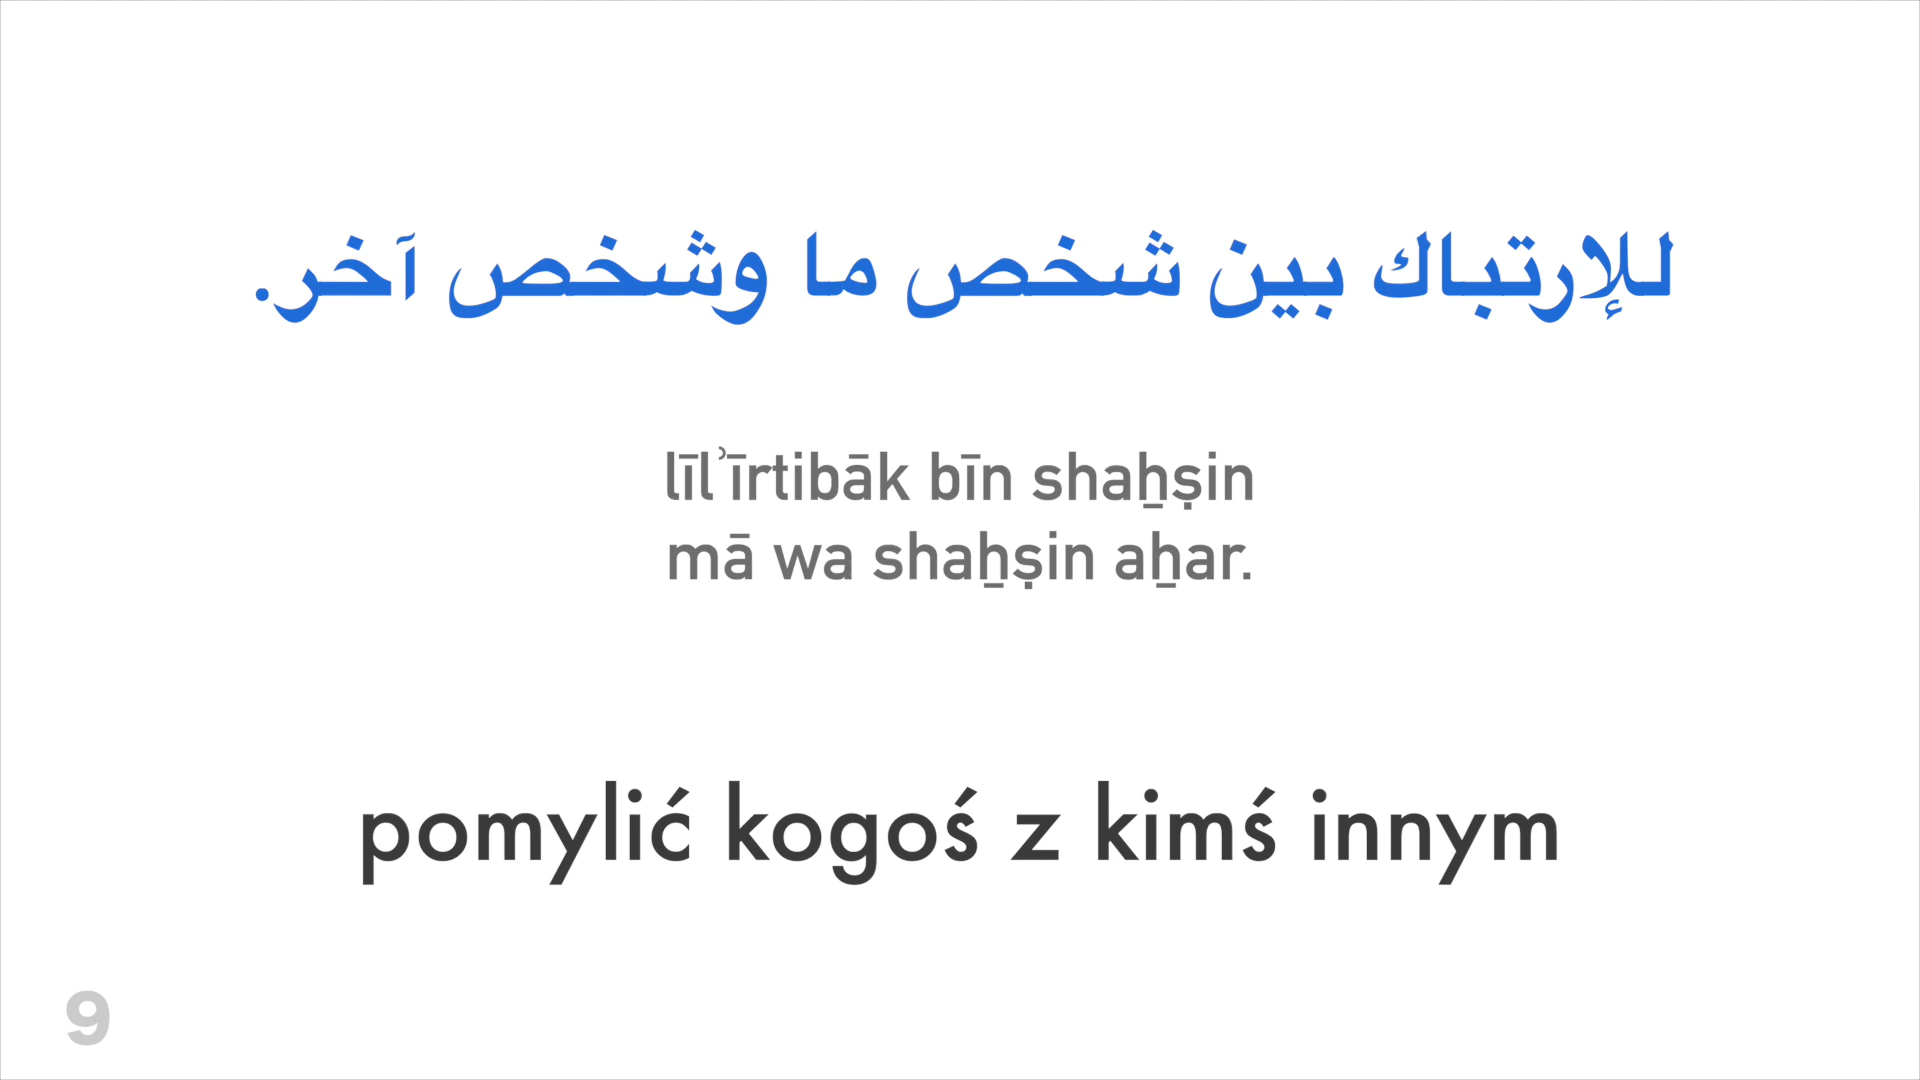 للإرتباك بين شخص ما وشخص آخر.
līlʾīrtibāk bīn shaẖṣin
mā wa shaẖṣin aẖar.
pomylić kogoś z kimś innym
9